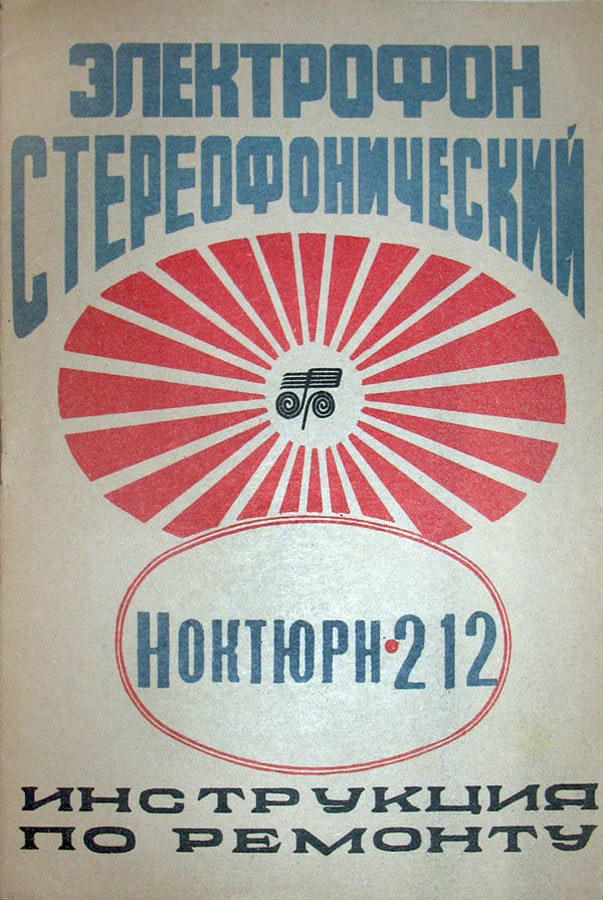 ЭЛЕКТРОФОН
СТЕРЕОФОНИЧЕСКИЙ
НОКТЮРН·212
ИНСТРУКЦИЯ
ПО РЕМОНТУ